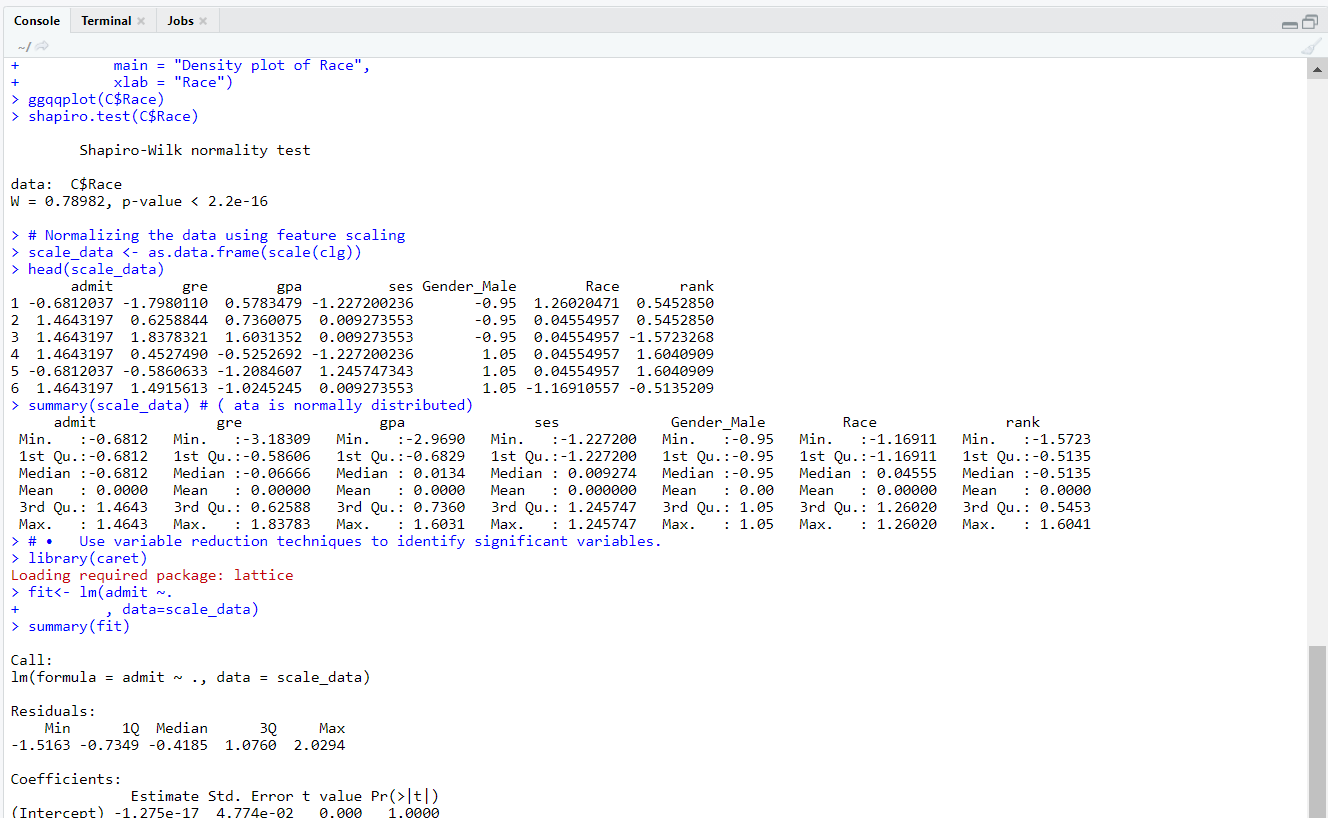 Console Terminal Jobs
~/
+ main = "Density plot of Race",
+ xlab = "Race")
> ggqqplot(C$Race)
> shapiro.test(C$Race)
Shapiro-Wilk normality test
data: C$Race
W = 0.78982, p-value < 2.2e-16
> # Normalizing the data using feature scaling
> scale_data <- as.data.frame(scale(clg))
> head(scale_data)
admit gre gpa ses Gender_Male Race rank
1 -0.6812037 -1.7980110 0.5783479 -1.227200236 -0.95 1.26020471 0.5452850
2 1.4643197 0.6258844 0.7360075 0.009273553 -0.95 0.04554957 0.5452850
3 1.4643197 1.8378321 1.6031352 0.009273553 -0.95 0.04554957 -1.5723268
4 1.4643197 0.4527490 -0.5252692 -1.227200236 1.05 0.04554957 1.6040909
5 -0.6812037 -0.5860633 -1.2084607 1.245747343 1.05 0.04554957 1.6040909
6 1.4643197 1.4915613 -1.0245245 0.009273553 1.05 -1.16910557 -0.5135209
> summary(scale_data) # ( ata is normally distributed)
admit gre gpa ses Gender_Male Race rank
Min. :-0.6812 Min. :-3.18309 Min. :-2.9690 Min. :-1.227200 Min. :-0.95 Min. :-1.16911 Min. :-1.5723
1st Qu.:-0.6812 1st Qu.:-0.58606 1st Qu.:-0.6829 1st Qu.:-1.227200 1st Qu.:-0.95 1st Qu.:-1.16911 1st Qu.:-0.5135
Median :-0.6812 Median :-0.06666 Median : 0.0134 Median : 0.009274 Median :-0.95 Median : 0.04555 Median :-0.5135
Mean : 0.0000 Mean : 0.00000 Mean : 0.0000 Mean : 0.000000 Mean : 0.00 Mean : 0.00000 Mean : 0.0000
3rd Qu.: 1.4643 3rd Qu.: 0.62588 3rd Qu.: 0.7360 3rd Qu.: 1.245747 3rd Qu.: 1.05 3rd Qu.: 1.26020 3rd Qu.: 0.5453
Max. : 1.4643 Max. : 1.83783 Max. : 1.6031 Max. : 1.245747 Max. : 1.05 Max. : 1.26020 Max. : 1.6041
> # • Use variable reduction techniques to identify significant variables.
> library(caret)
Loading required package: lattice
> fit<- lm(admit ~.
+ , data=scale_data)
> summary(fit)
Call:
lm(formula = admit ~ ., data = scale_data)
Residuals:
Min 1Q Median 3Q Max
-1.5163 -0.7349 -0.4185 1.0760 2.0294
Coefficients:
Estimate Std. Error t value Pr(>|t|)
(Intercept) -1.275e-17 4.774e-02 0.000 1.0000